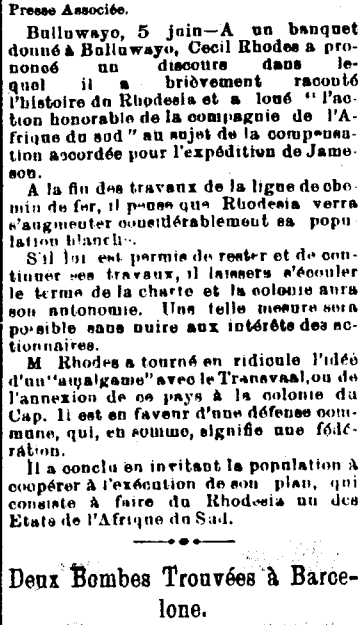 Presse Associée.
Bulluwayo, 5 juin—A un banquet
donné à Bulluwayo, Cecil Rhodes a pro-
noncé un discours dans le-
quel il a brièvement raconté
l'histoire du Rhodesia et a loué "l'ac-
tion honorable de la compagnie de l'A-
frique du sud" au sujet de la compensa-
tion accordée pour l'expédition de Jame-
son.
A la fin des travaux de la ligne de che-
min de fer, il pense que Rhodesia verra
s'augmenter considérablement sa popu-
lation blanche.
S'il lui est permis de rester et de con-
tinuer ses travaux, il laissera s'écouler
le terme de la charte et la colonie aura
son autonomie. Une telle mesure sera
possible sans nuire aux intérêts des ac-
tionnaires.
M Rhodes a tourné en ridicule l'idée
d'un "amalgame" avec le Transvaal, ou de
l'annexion de ce pays à la colonie du
Cap. Il est en faveur d'une défense com-
mune, qui, en somme, signifie une fédé-
ration.
Il a conclu en invitant la population à
coopérer à l'exécution de son plan, qui
consiste à faire du Rhodesia un des
Etats de l'Afrique du Sud.
Deux Bombes Trouvées à Barce-
lone.